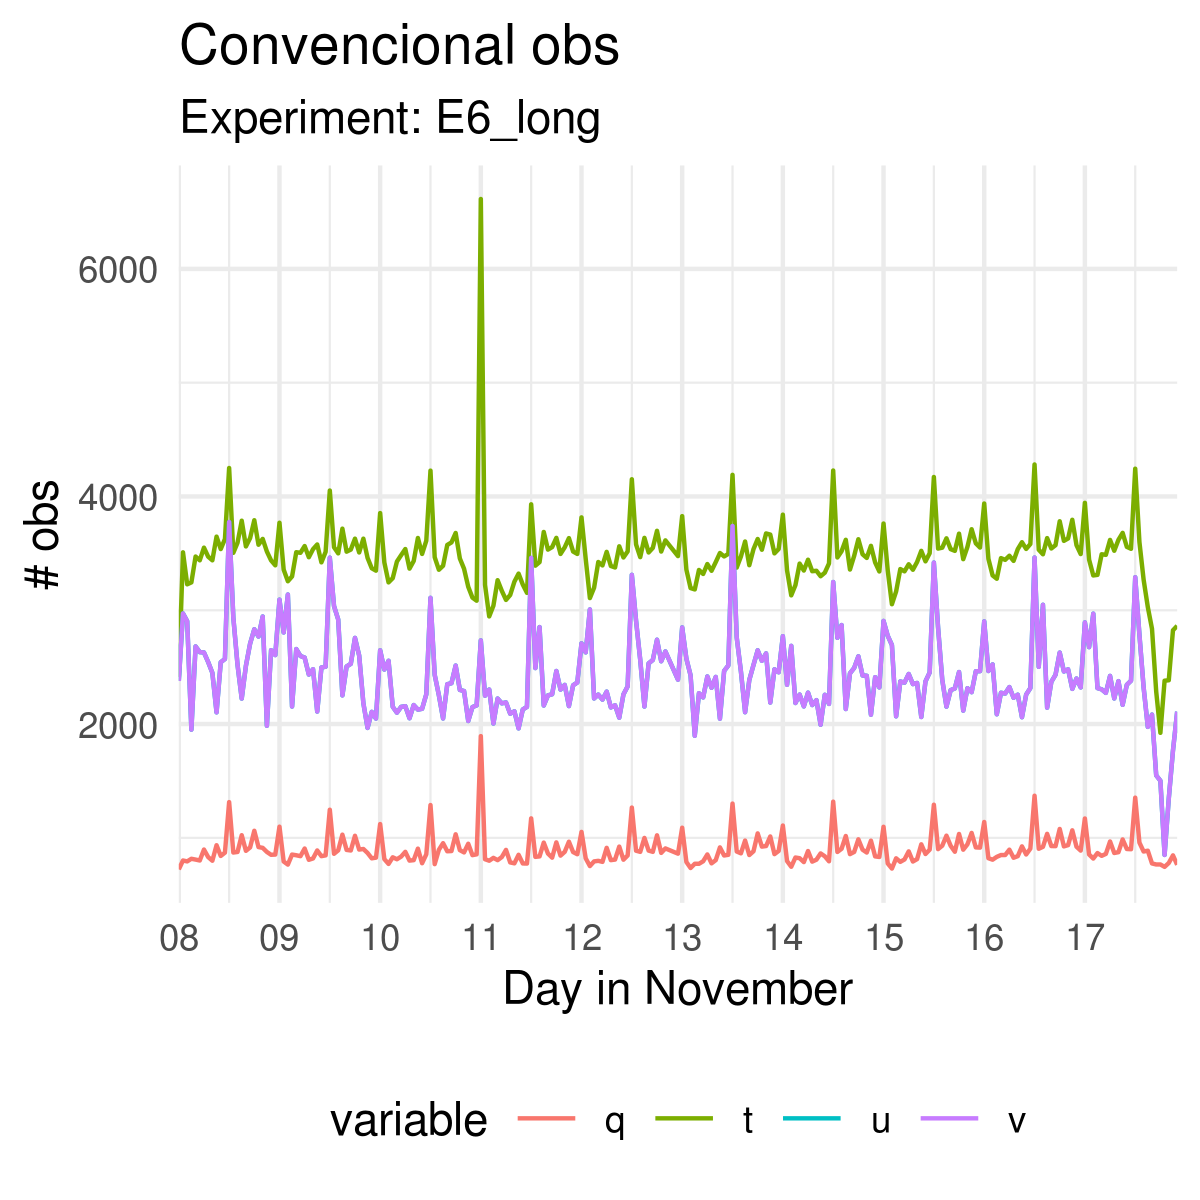 Convencional obs
Experiment: E6_long
# obs
6000
4000
2000
08 09 10 11 12 13 14 15 16 17
Day in November
variable q t u v